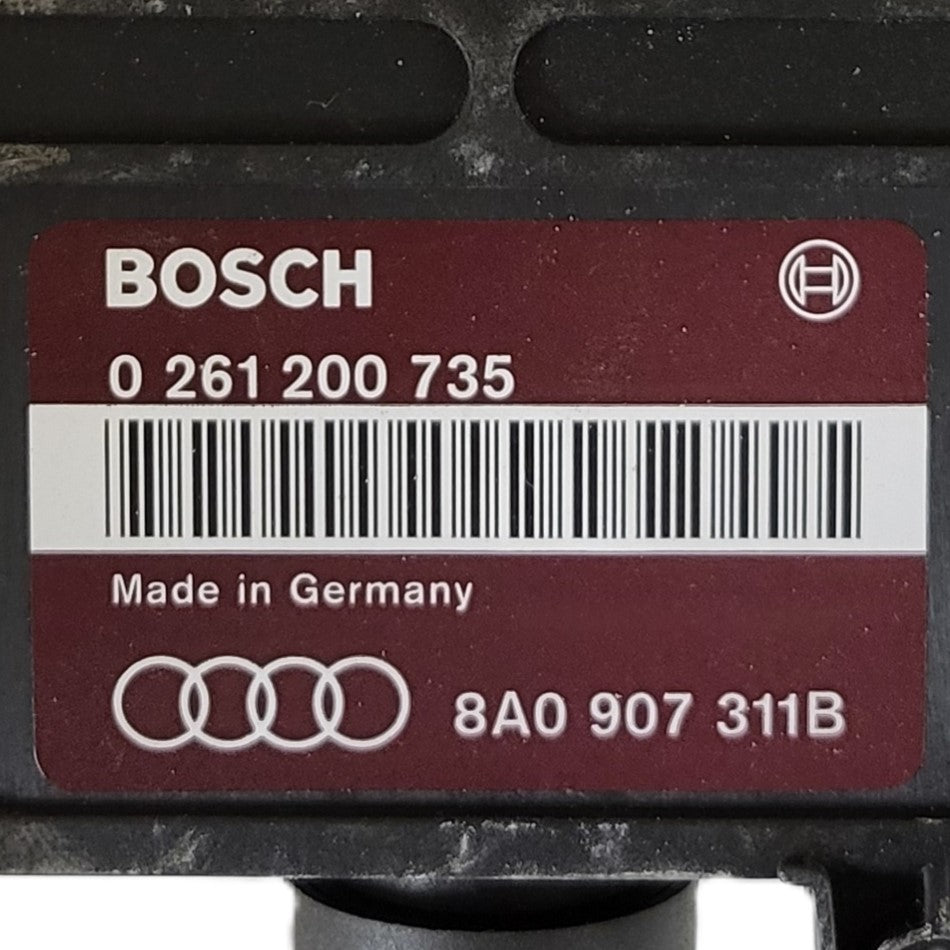 BOSCH
0 261 200 735
Made in Germany
8A0 907 311B